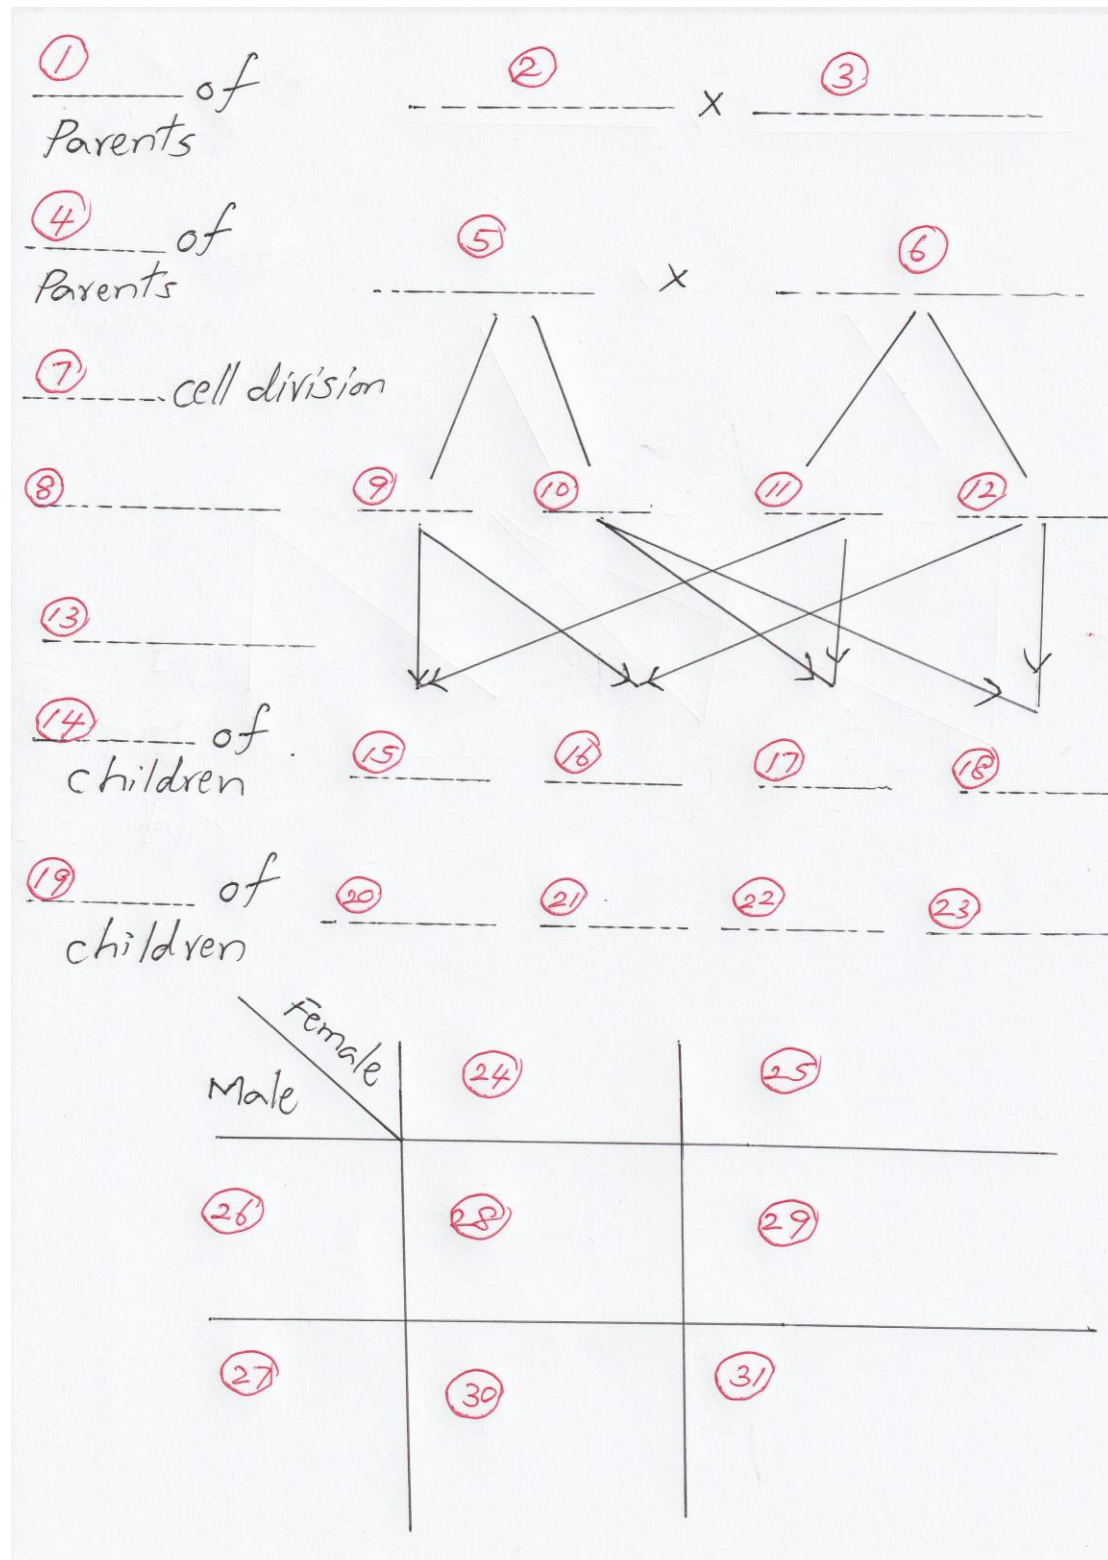 1 of
Parents
2 x 3
4 of
Parents
5 x 6
7 cell division
8 9 10 11 12
13
14 of .
children
15 16 17 18
19 of
children
20 21 22 23
Female
Male
24 25
26 28 29
27 30 31